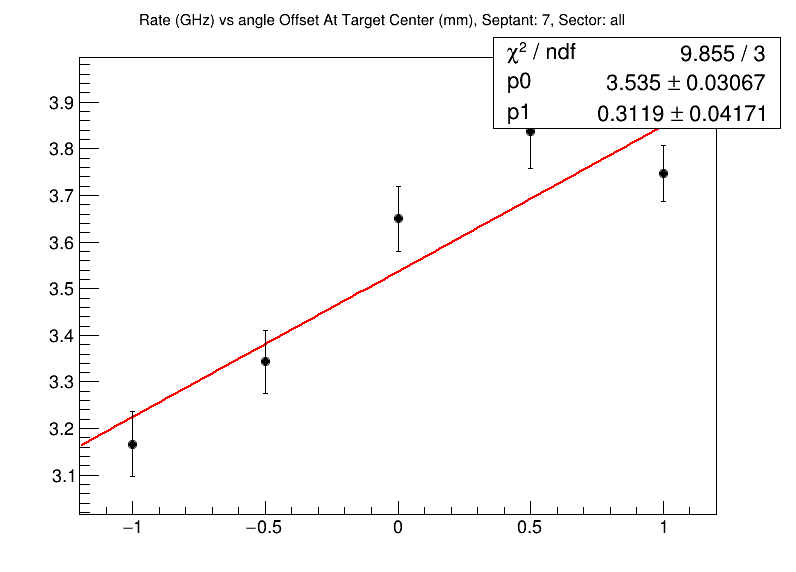 Rate (GHz) vs angle Offset At Target Center (mm), Septant: 7, Sector: all
χ² / ndf 9.855 / 3
p0 3.535 ± 0.03067
p1 0.3119 ± 0.04171
3.9
3.8
3.7
3.6
3.5
3.4
3.3
3.2
3.1
−1 −0.5 0 0.5 1